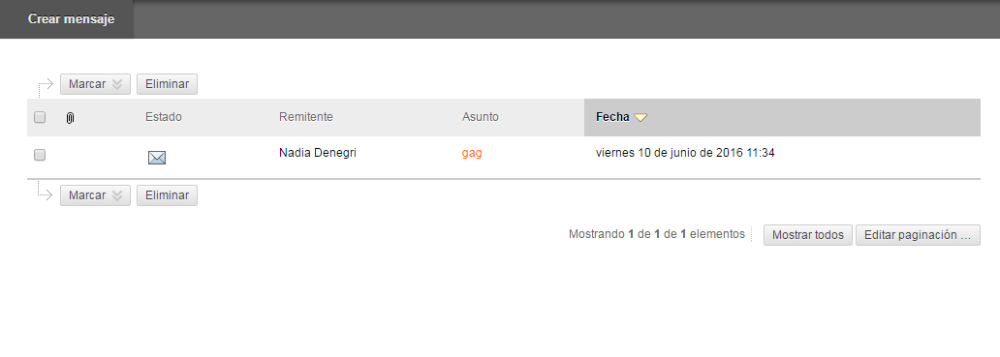 Crear mensaje
Marcar Eliminar
Estado Remitente Asunto Fecha
Nadia Denegri gag viernes 10 de junio de 2016 11:34
Marcar Eliminar
Mostrando 1 de 1 de 1 elementos Mostrar todos Editar paginación ...